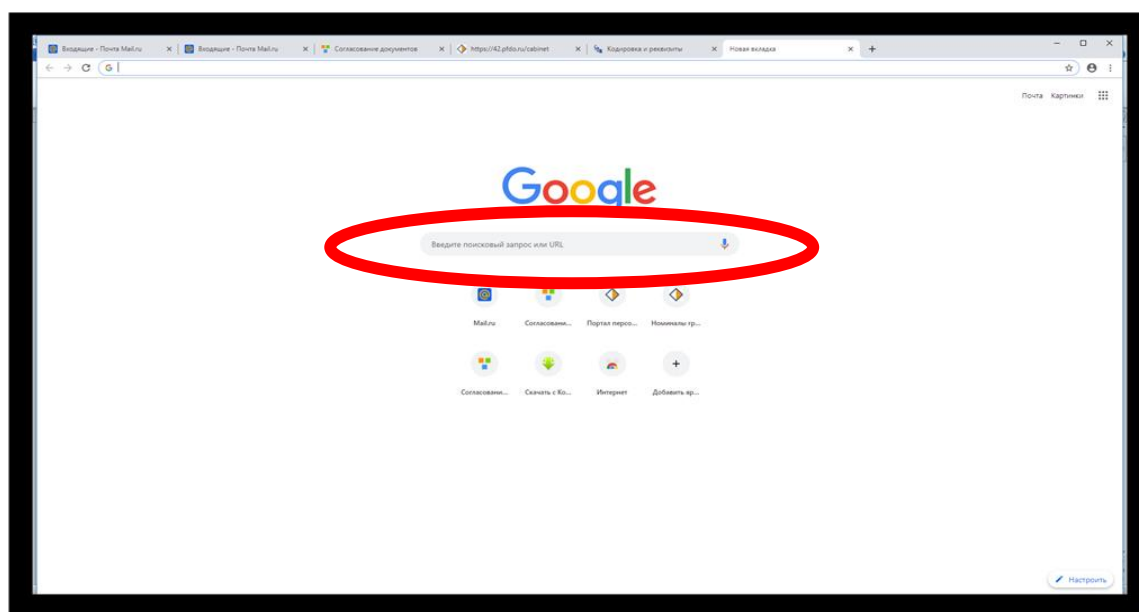 Входящие - Почта Mail.ru
Входящие - Почта Mail.ru
Согласование документов
https://42.pfdo.ru/cabinet
Кодировка и реквизиты
Новая вкладка
Почта Картинки
Google
Введите поисковый запрос или URL
Mail.ru Согласовани... Портал персо... Номиналы гр...
Согласовани... Скачать с Ко... Интернет Добавить яр...
Настроить